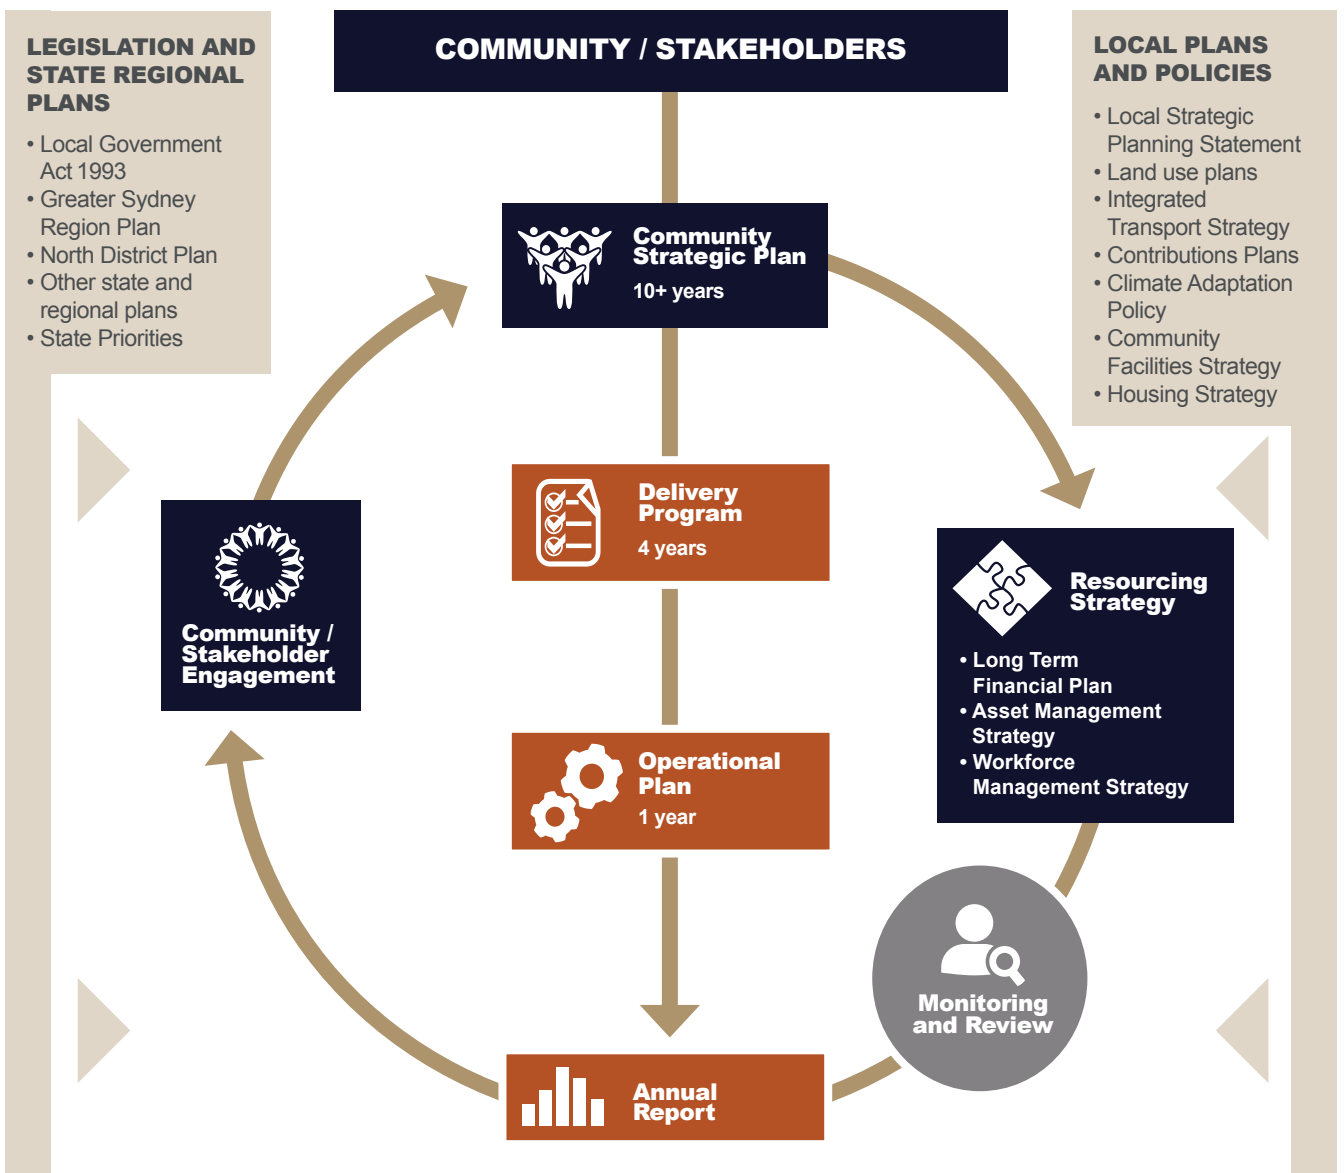 LEGISLATION AND
STATE REGIONAL
PLANS
• Local Government
Act 1993
• Greater Sydney
Region Plan
• North District Plan
• Other state and
regional plans
• State Priorities
COMMUNITY / STAKEHOLDERS
LOCAL PLANS
AND POLICIES
• Local Strategic
Planning Statement
• Land use plans
• Integrated
Transport Strategy
• Contributions Plans
• Climate Adaptation
Policy
• Community
Facilities Strategy
• Housing Strategy
Community
Strategic Plan
10+ years
Delivery
Program
4 years
Community /
Stakeholder
Engagement
Resourcing
Strategy
• Long Term
Financial Plan
• Asset Management
Strategy
• Workforce
Management Strategy
Operational
Plan
1 year
Monitoring
and Review
Annual
Report